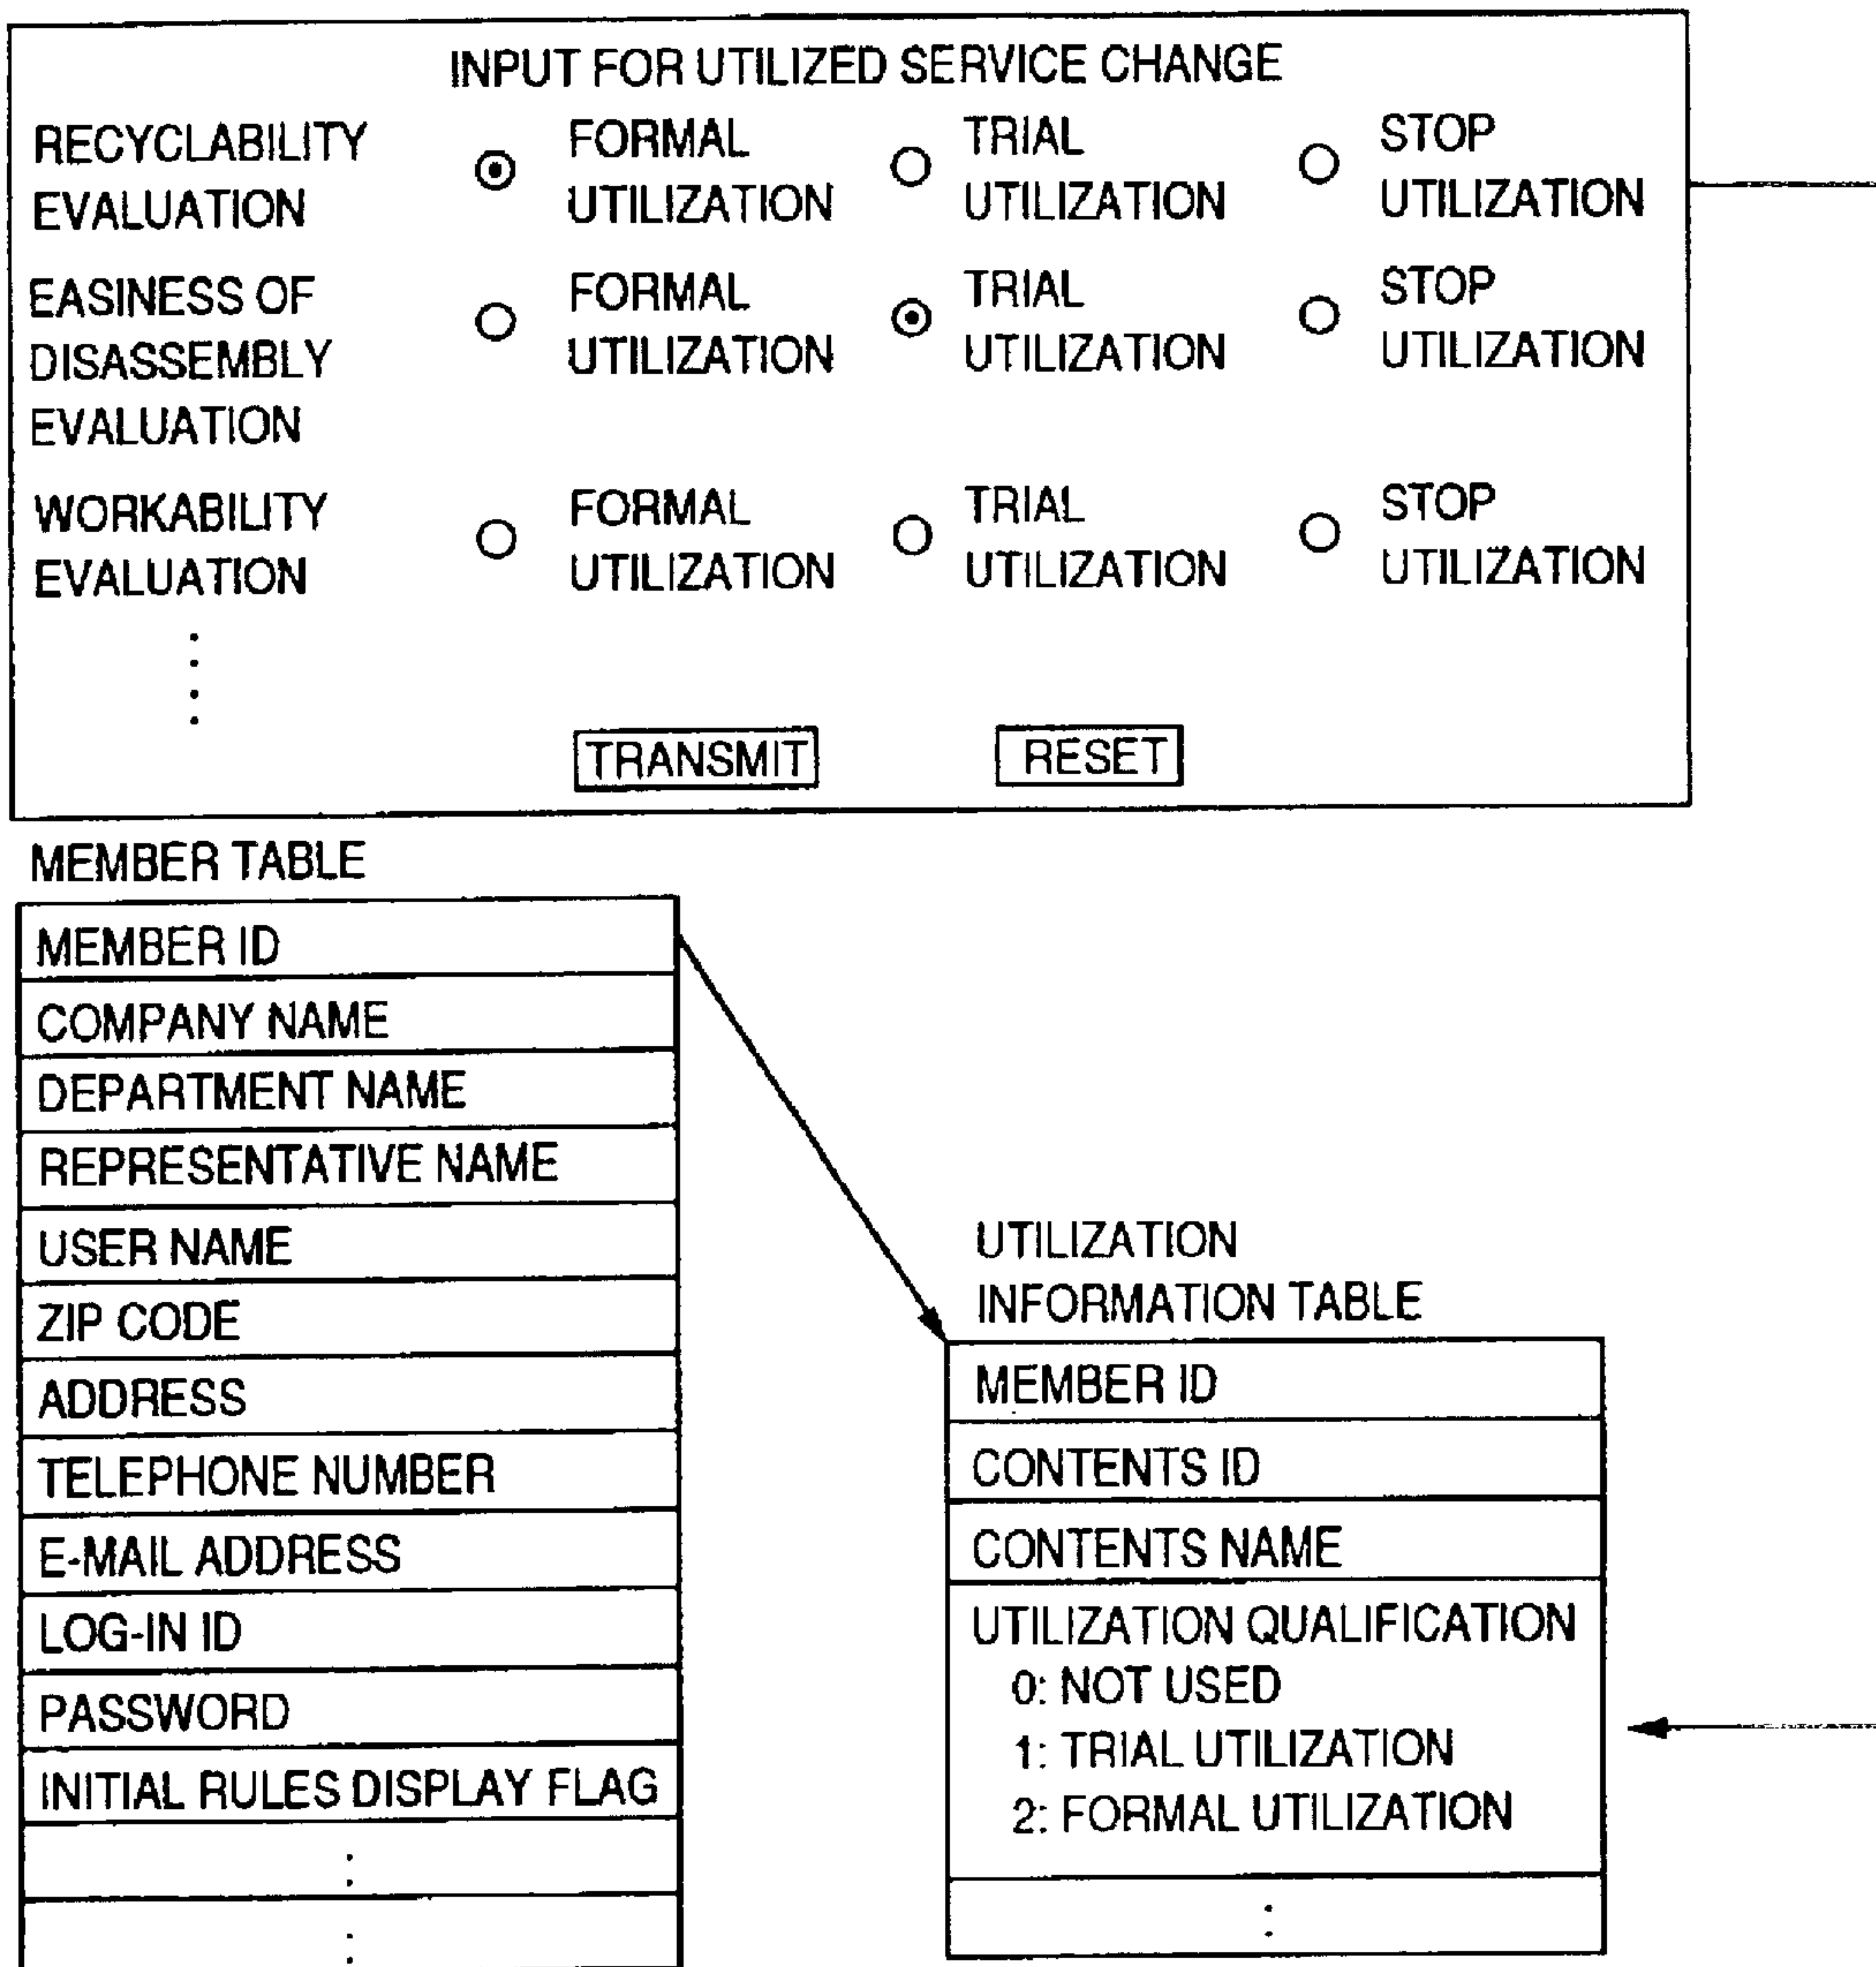 INPUT FOR UTILIZED SERVICE CHANGE
RECYCLABILITY EVALUATION
FORMAL UTILIZATION
TRIAL UTILIZATION
STOP UTILIZATION
EASINESS OF DISASSEMBLY EVALUATION
FORMAL UTILIZATION
TRIAL UTILIZATION
STOP UTILIZATION
WORKABILITY EVALUATION
FORMAL UTILIZATION
TRIAL UTILIZATION
STOP UTILIZATION
TRANSMIT
RESET
MEMBER TABLE
MEMBER ID
COMPANY NAME
DEPARTMENT NAME
REPRESENTATIVE NAME
USER NAME
ZIP CODE
ADDRESS
TELEPHONE NUMBER
E-MAIL ADDRESS
LOG-IN ID
PASSWORD
INITIAL RULES DISPLAY FLAG
UTILIZATION
INFORMATION TABLE
MEMBER ID
CONTENTS ID
CONTENTS NAME
UTILIZATION QUALIFICATION
0: NOT USED
1: TRIAL UTILIZATION
2: FORMAL UTILIZATION